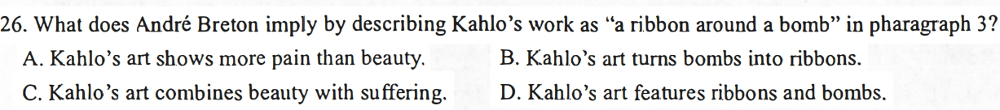 26. What does André Breton imply by describing Kahlo's work as "a ribbon around a bomb" in pharagraph 3?
A. Kahlo's art shows more pain than beauty. B. Kahlo's art turns bombs into ribbons.
C. Kahlo's art combines beauty with suffering. D. Kahlo's art features ribbons and bombs.